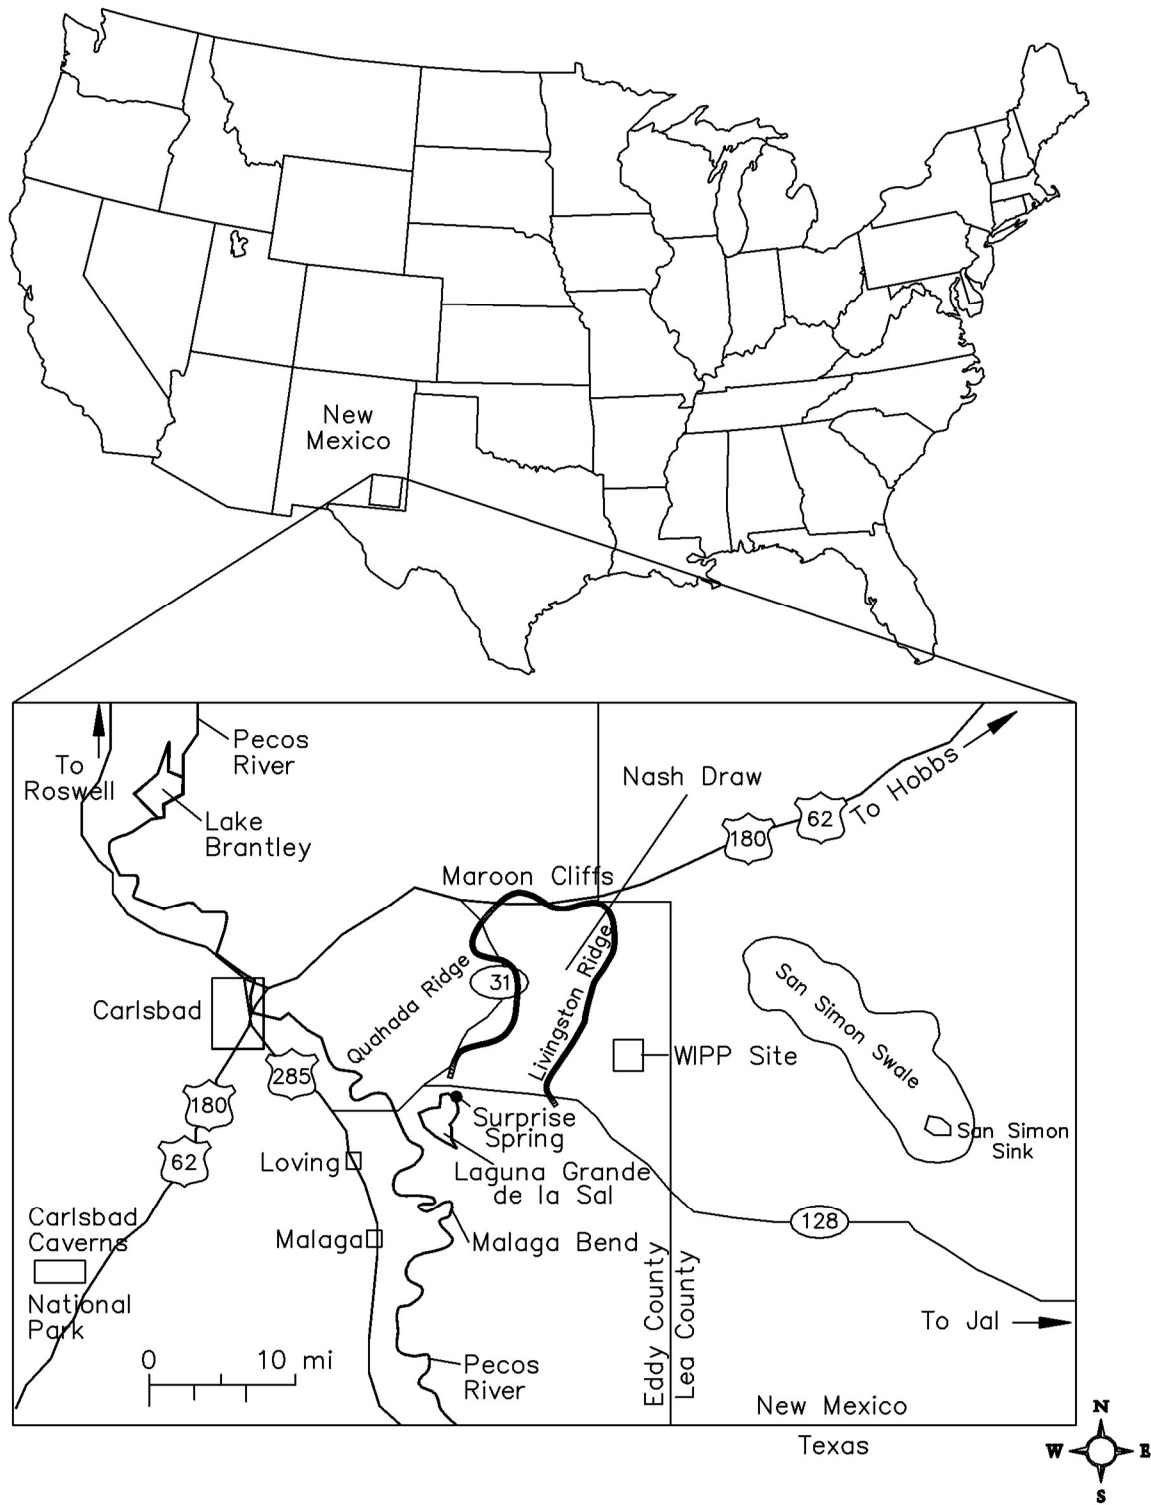 New
Mexico
Pecos
River
To
Roswell
Lake
Brantley
Nash Draw
To Hobbs
62
180
Maroon Cliffs
Quahada Ridge
31
Livingston Ridge
San Simon Swale
Carlsbad
285
WIPP Site
180
Surprise
Spring
San Simon
Sink
62
Loving
Laguna Grande
de la Sal
Carlsbad
Caverns
128
Malaga
Malaga Bend
Eddy County
Lea County
National
Park
To Jal
0 10 mi
Pecos
River
New Mexico
Texas
N
W E
S